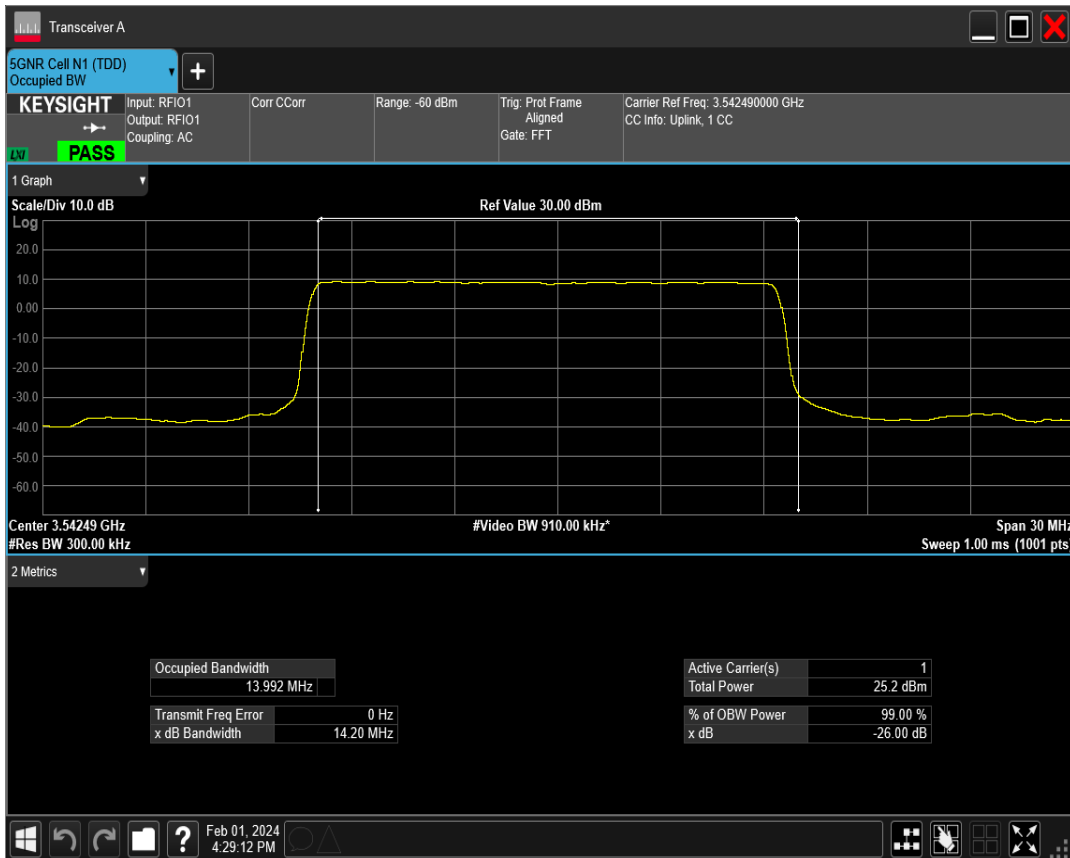 Transceiver A
5GNR Cell N1 (TDD)
Occupied BW
+
KEYSIGHT
LXI
PASS
Input: RFIO1
Output: RFIO1
Coupling: AC
Corr CCorr
Range: -60 dBm
Trig: Prot Frame
Aligned
Gate: FFT
Carrier Ref Freq: 3.542490000 GHz
CC Info: Uplink, 1 CC
1 Graph
Scale/Div 10.0 dB
Ref Value 30.00 dBm
Log
20.0
10.0
0.00
-10.0
-20.0
-30.0
-40.0
-50.0
-60.0
Center 3.54249 GHz
#Video BW 910.00 kHz*
Span 30 MHz
#Res BW 300.00 kHz
Sweep 1.00 ms (1001 pts)
2 Metrics
Occupied Bandwidth
13.992 MHz
Transmit Freq Error 0 Hz
x dB Bandwidth 14.20 MHz
Active Carrier(s) 1
Total Power 25.2 dBm
% of OBW Power 99.00 %
x dB -26.00 dB
?
Feb 01, 2024
4:29:12 PM